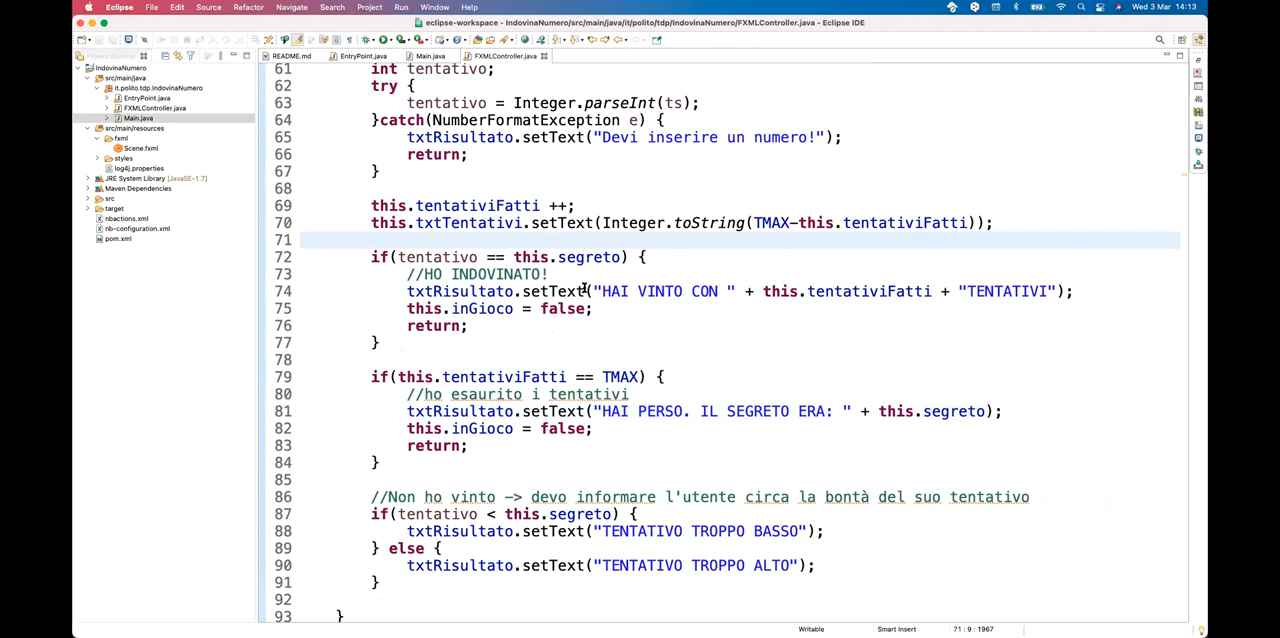 Eclipse File Edit Source Refactor Navigate Search Project Run Window Help Wed 3 Mar 14:13
eclipse-workspace - IndovinaNumero/src/main/java/it/polito/tdp/IndovinaNumero/FXMLController.java - Eclipse IDE
Project Explorer
README.md EntryPoint.java Main.java FXMLController.java
IndovinaNumero
src/main/java
it.polito.tdp.IndovinaNumero
EntryPoint.java
FXMLController.java
Main.java
src/main/resources
fxml
Scene.fxml
styles
log4j.properties
JRE System Library [JavaSE-1.7]
Maven Dependencies
src
target
nbactions.xml
nb-configuration.xml
pom.xml
61 int tentativo;
62 try {
63 tentativo = Integer.parseInt(ts);
64 }catch(NumberFormatException e) {
65 txtRisultato.setText("Devi inserire un numero!");
66 return;
67 }
68
69 this.tentativiFatti ++;
70 this.txtTentativi.setText(Integer.toString(TMAX-this.tentativiFatti));
71
72 if(tentativo == this.segreto) {
73 //HO INDOVINATO!
74 txtRisultato.setText("HAI VINTO CON " + this.tentativiFatti + "TENTATIVI");
75 this.inGioco = false;
76 return;
77 }
78
79 if(this.tentativiFatti == TMAX) {
80 //ho esaurito i tentativi
81 txtRisultato.setText("HAI PERSO. IL SEGRETO ERA: " + this.segreto);
82 this.inGioco = false;
83 return;
84 }
85
86 //Non ho vinto -> devo informare l'utente circa la bontà del suo tentativo
87 if(tentativo < this.segreto) {
88 txtRisultato.setText("TENTATIVO TROPPO BASSO");
89 } else {
90 txtRisultato.setText("TENTATIVO TROPPO ALTO");
91 }
92
93 }
Writable Smart Insert 71 : 9 : 1967